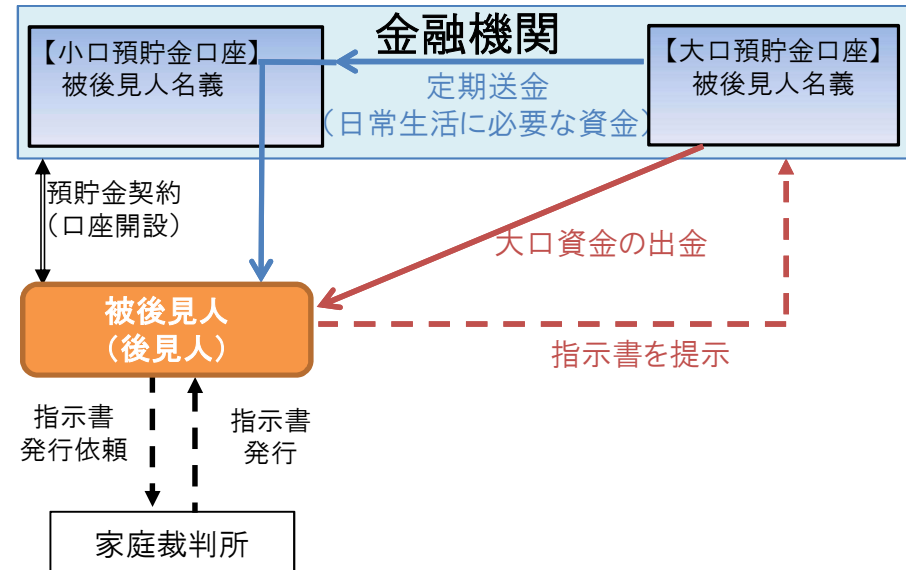 金融機関
【小口預貯金口座】
被後見人名義
【大口預貯金口座】
被後見人名義
定期送金
（日常生活に必要な資金）
預貯金契約
（口座開設）
大口資金の出金
被後見人
（後見人）
指示書を提示
指示書
発行依頼
指示書
発行
家庭裁判所